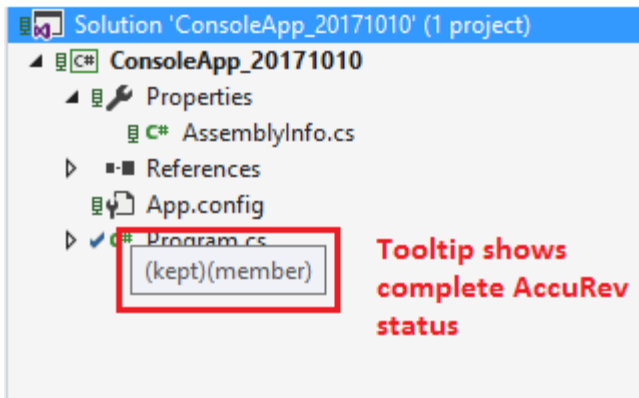 Solution 'ConsoleApp_20171010' (1 project)
C# ConsoleApp_20171010
Properties
C# AssemblyInfo.cs
References
App.config
C# Program.cs
(kept)(member)
Tooltip shows
complete AccuRev
status